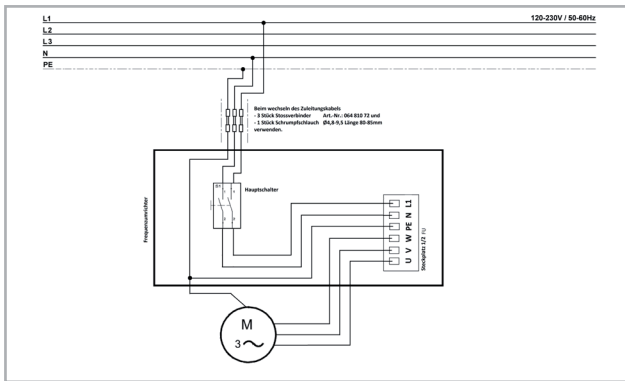 L1
120-230V / 50-60Hz
L2
L3
N
PE
Beim wechseln des Zuleitungskabels
- 3 Stück Stossverbinder Art.-Nr.: 064 810 72 und
- 1 Stück Schrumpfschlauch Ø4,8-9,5 Länge 80-85mm
verwenden.
Hauptschalter
Frequenzumrichter
L1
N
PE
W
V
U
Steckplatz 1/2 FU
M
3